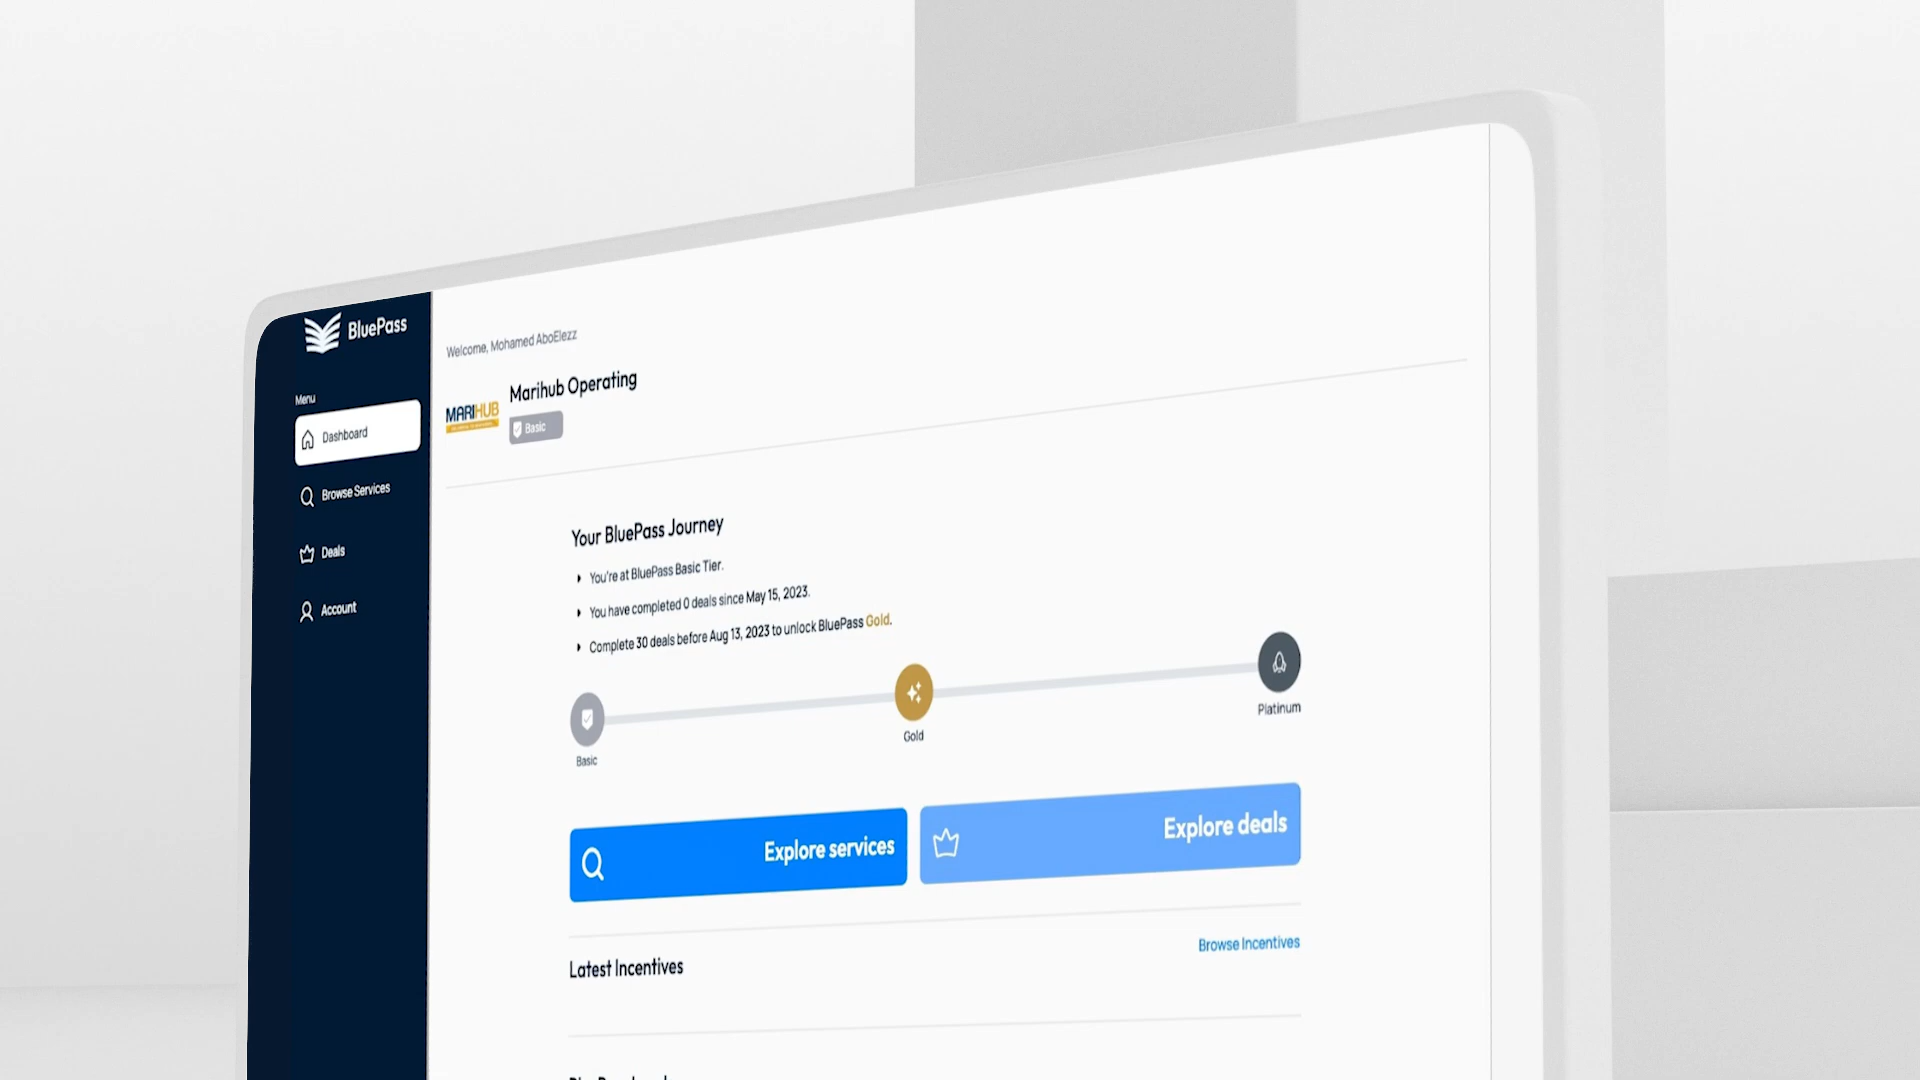 BluePass
Menu
Dashboard
Browse Services
Deals
Account
Welcome, Mohamed AboElezz
MARIHUB
Marihub Operating
Basic
Your BluePass Journey
You're at BluePass Basic Tier.
You have completed 0 deals since May 15, 2023.
Complete 30 deals before Aug 13, 2023 to unlock BluePass Gold.
Basic
Gold
Platinum
Explore services
Explore deals
Latest Incentives
Browse Incentives